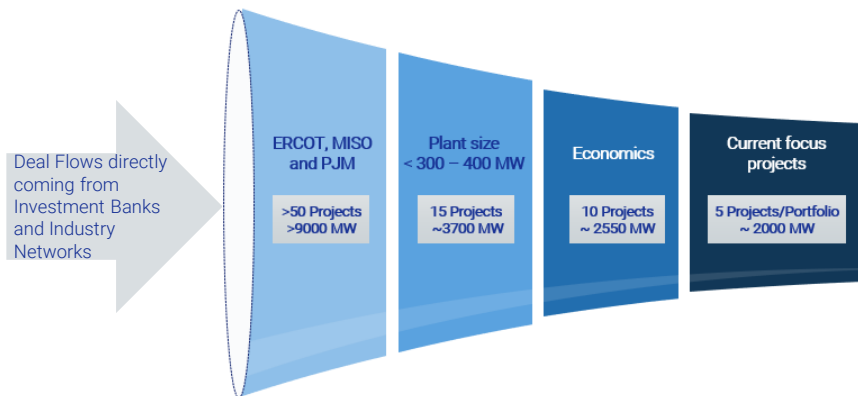 Deal Flows directly
coming from
Investment Banks
and Industry
Networks
ERCOT, MISO
and PJM
>50 Projects
>9000 MW
Plant size
< 300 – 400 MW
15 Projects
~3700 MW
Economics
10 Projects
~ 2550 MW
Current focus
projects
5 Projects/Portfolio
~ 2000 MW